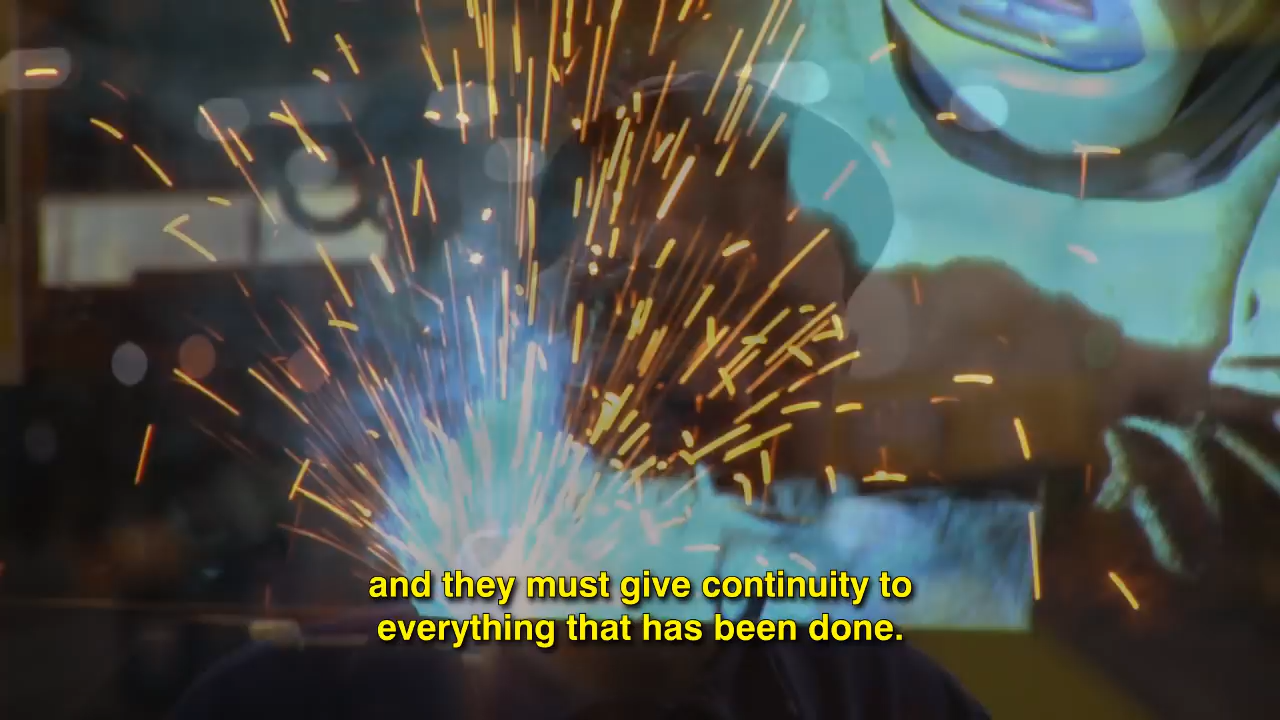 and they must give continuity to
everything that has been done.